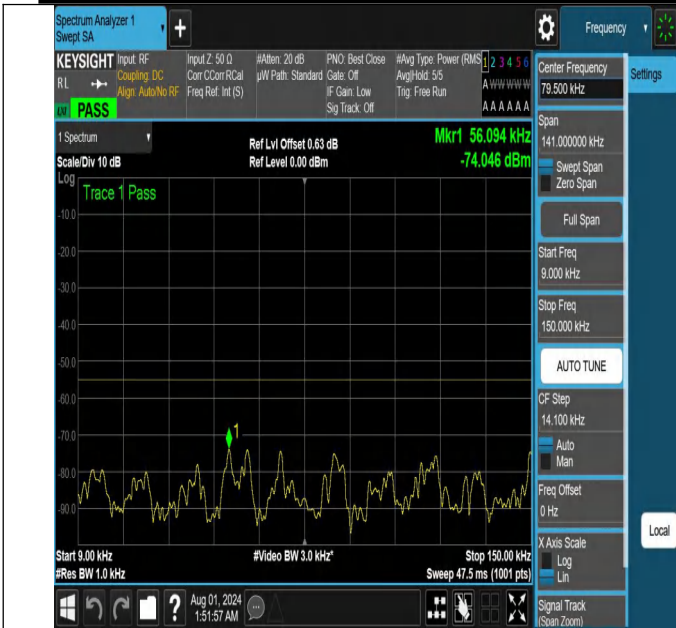 Spectrum Analyzer 1
Swept SA
+
Frequency
KEYSIGHT Input: RF Input Z: 50 Ω #Atten: 20 dB PNO: Best Close #Avg Type: Power (RMS 1 2 3 4 5 6
RL Coupling: DC Corr CCorr RCal µW Path: Standard Gate: Off Avg|Hold: 5/5 A W W W W W
Align: Auto/No RF Freq Ref: Int (S) IF Gain: Low Trig: Free Run
PASS Sig Track: Off A A A A A A
1 Spectrum
Ref Lvl Offset 0.63 dB Mkr1 56.094 kHz
Scale/Div 10 dB Ref Level 0.00 dBm -74.046 dBm
Log
Trace 1 Pass
-10.0
-20.0
-30.0
-40.0
-50.0
-60.0
-70.0
1
-80.0
-90.0
Start 9.00 kHz #Video BW 3.0 kHz* Stop 150.00 kHz
#Res BW 1.0 kHz Sweep 47.5 ms (1001 pts)
?
Aug 01, 2024
1:51:57 AM
Center Frequency
79.500 kHz
Settings
Span
141.000000 kHz
Swept Span
Zero Span
Full Span
Start Freq
9.000 kHz
Stop Freq
150.000 kHz
AUTO TUNE
CF Step
14.100 kHz
Auto
Man
Freq Offset
0 Hz
Local
X Axis Scale
Log
Lin
Signal Track
(Span Zoom)